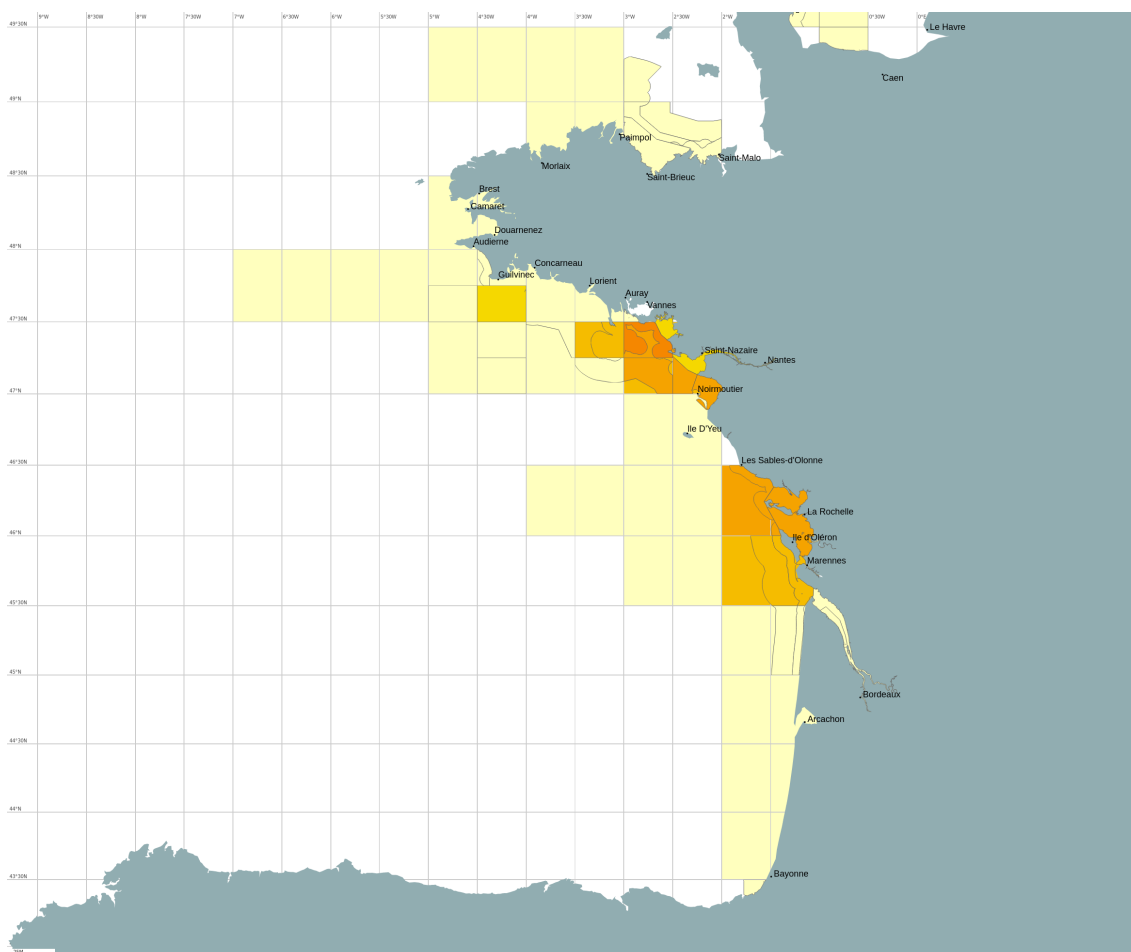 9°W
8°30W
8°W
7°30W
7°W
6°30W
6°W
5°30W
5°W
4°30W
4°W
3°30W
3°W
2°30W
2°W
0°30W
49°30N
Le Havre
Caen
49°N
Paimpol
Saint-Malo
Morlaix
Saint-Brieuc
48°30N
Brest
Camaret
Douarnenez
Audierne
48°N
Concarneau
Guilvinec
Lorient
Auray
Vannes
47°30N
Saint-Nazaire
Nantes
Noirmoutier
47°N
Ile D'Yeu
Les Sables-d'Olonne
46°30N
La Rochelle
Ile d'Oléron
46°N
Marennes
45°30N
45°N
Bordeaux
Arcachon
44°30N
44°N
Bayonne
43°30N